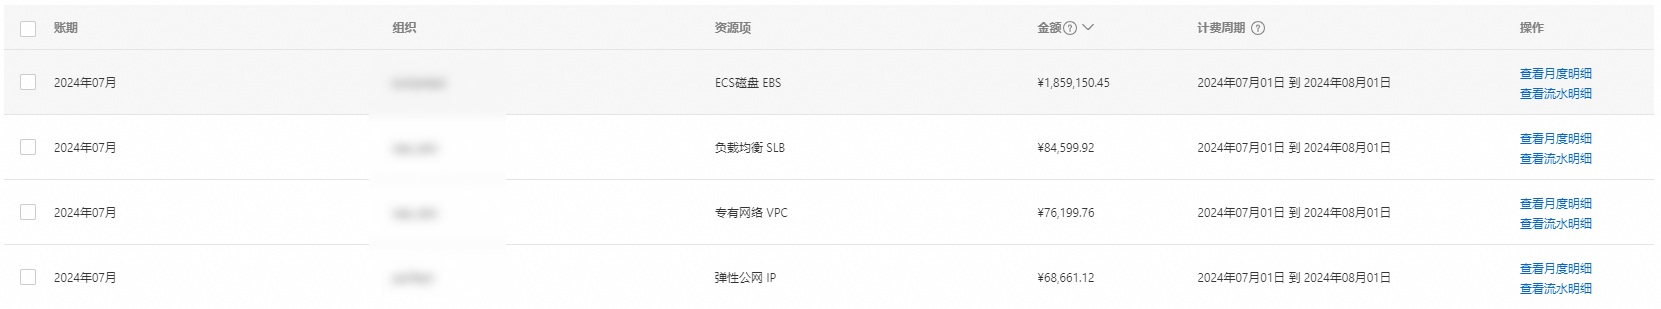 账期 组织 资源项 金额 计费周期 操作
2024年07月 ECS磁盘 EBS ¥1,859,150.45 2024年07月01日 到 2024年08月01日 查看月度明细
查看流水明细
2024年07月 负载均衡 SLB ¥84,599.92 2024年07月01日 到 2024年08月01日 查看月度明细
查看流水明细
2024年07月 专有网络 VPC ¥76,199.76 2024年07月01日 到 2024年08月01日 查看月度明细
查看流水明细
2024年07月 弹性公网 IP ¥68,661.12 2024年07月01日 到 2024年08月01日 查看月度明细
查看流水明细